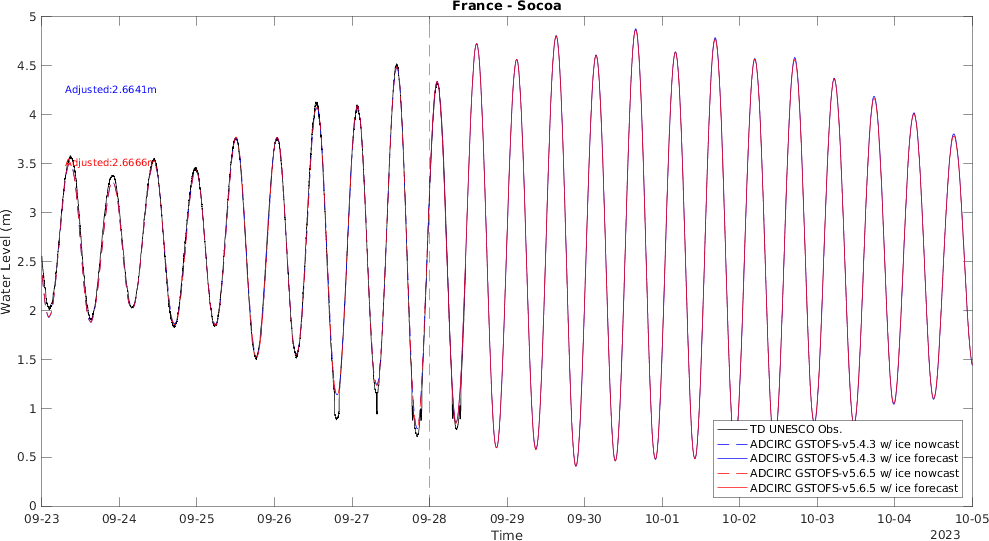 France - Socoa
Water Level (m)
5
4.5
4
3.5
3
2.5
2
1.5
1
0.5
0
Adjusted:2.6641m
Adjusted:2.6666m
TD UNESCO Obs.
ADCIRC GSTOFS-v5.4.3 w/ ice nowcast
ADCIRC GSTOFS-v5.4.3 w/ ice forecast
ADCIRC GSTOFS-v5.6.5 w/ ice nowcast
ADCIRC GSTOFS-v5.6.5 w/ ice forecast
09-23 09-24 09-25 09-26 09-27 09-28 09-29 09-30 10-01 10-02 10-03 10-04 10-05
Time
2023